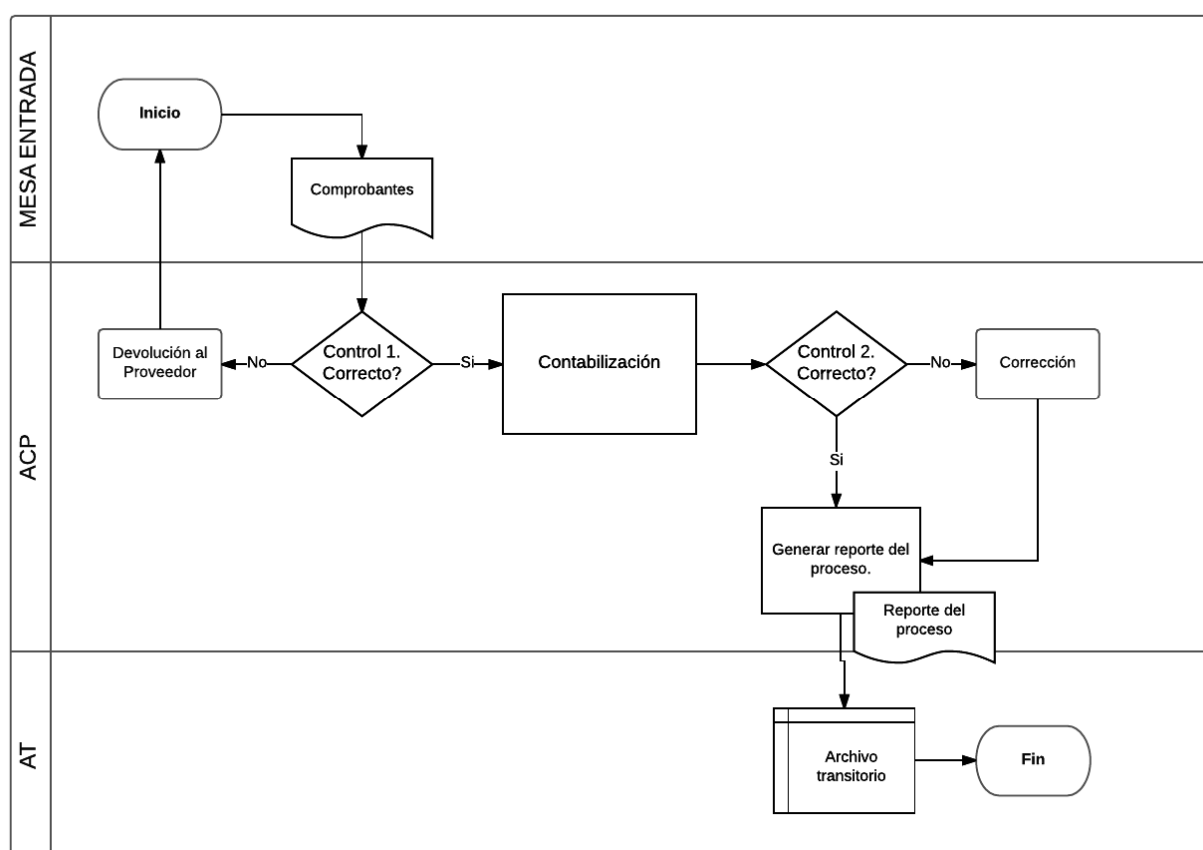 MESA ENTRADA
Inicio
Comprobantes
ACP
Devolución al
Proveedor
No
Control 1.
Correcto?
Si
Contabilización
Control 2.
Correcto?
No
Corrección
Si
Generar reporte del
proceso.
Reporte del
proceso
AT
Archivo
transitorio
Fin